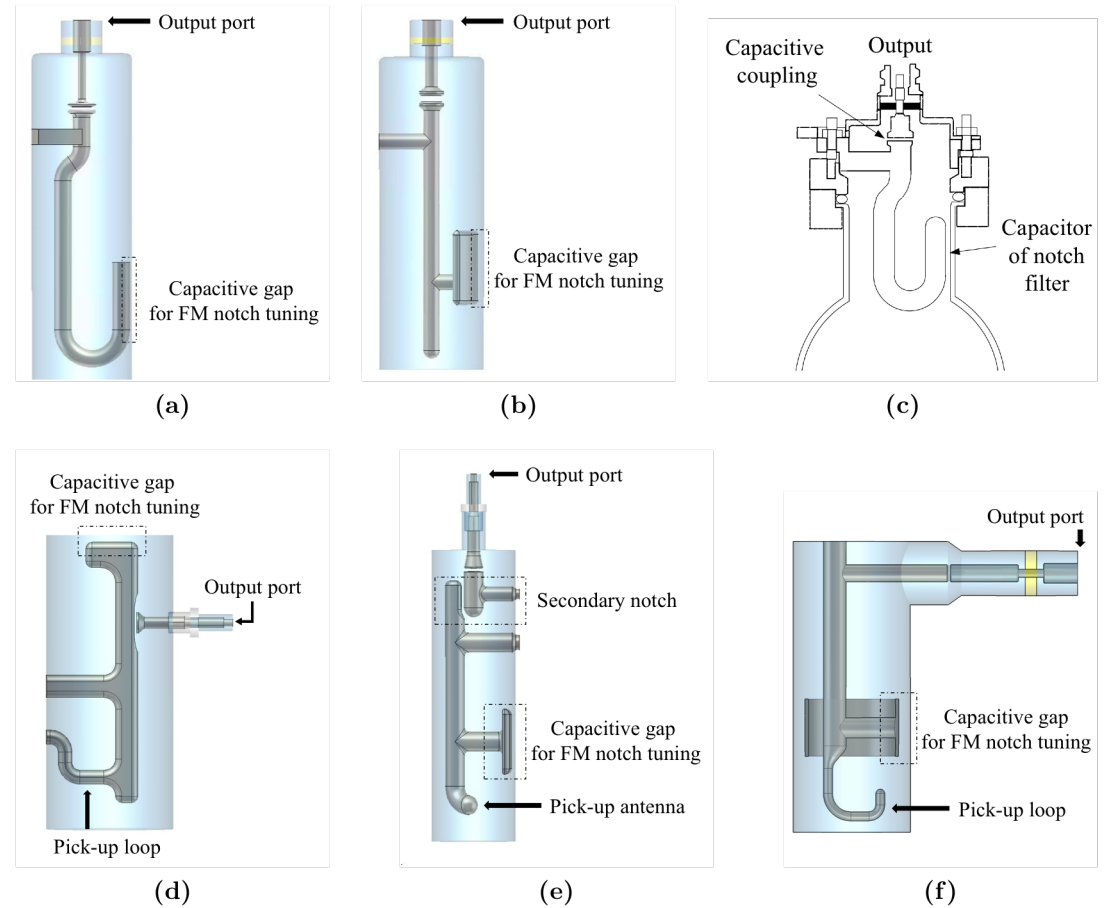 Output port
Capacitive gap
for FM notch tuning
(a)
Output port
Capacitive gap
for FM notch tuning
(b)
Capacitive
coupling
Output
Capacitor
of notch
filter
(c)
Capacitive gap
for FM notch tuning
Output port
Pick-up loop
(d)
Output port
Secondary notch
Capacitive gap
for FM notch tuning
Pick-up antenna
(e)
Output port
Capacitive gap
for FM notch tuning
Pick-up loop
(f)